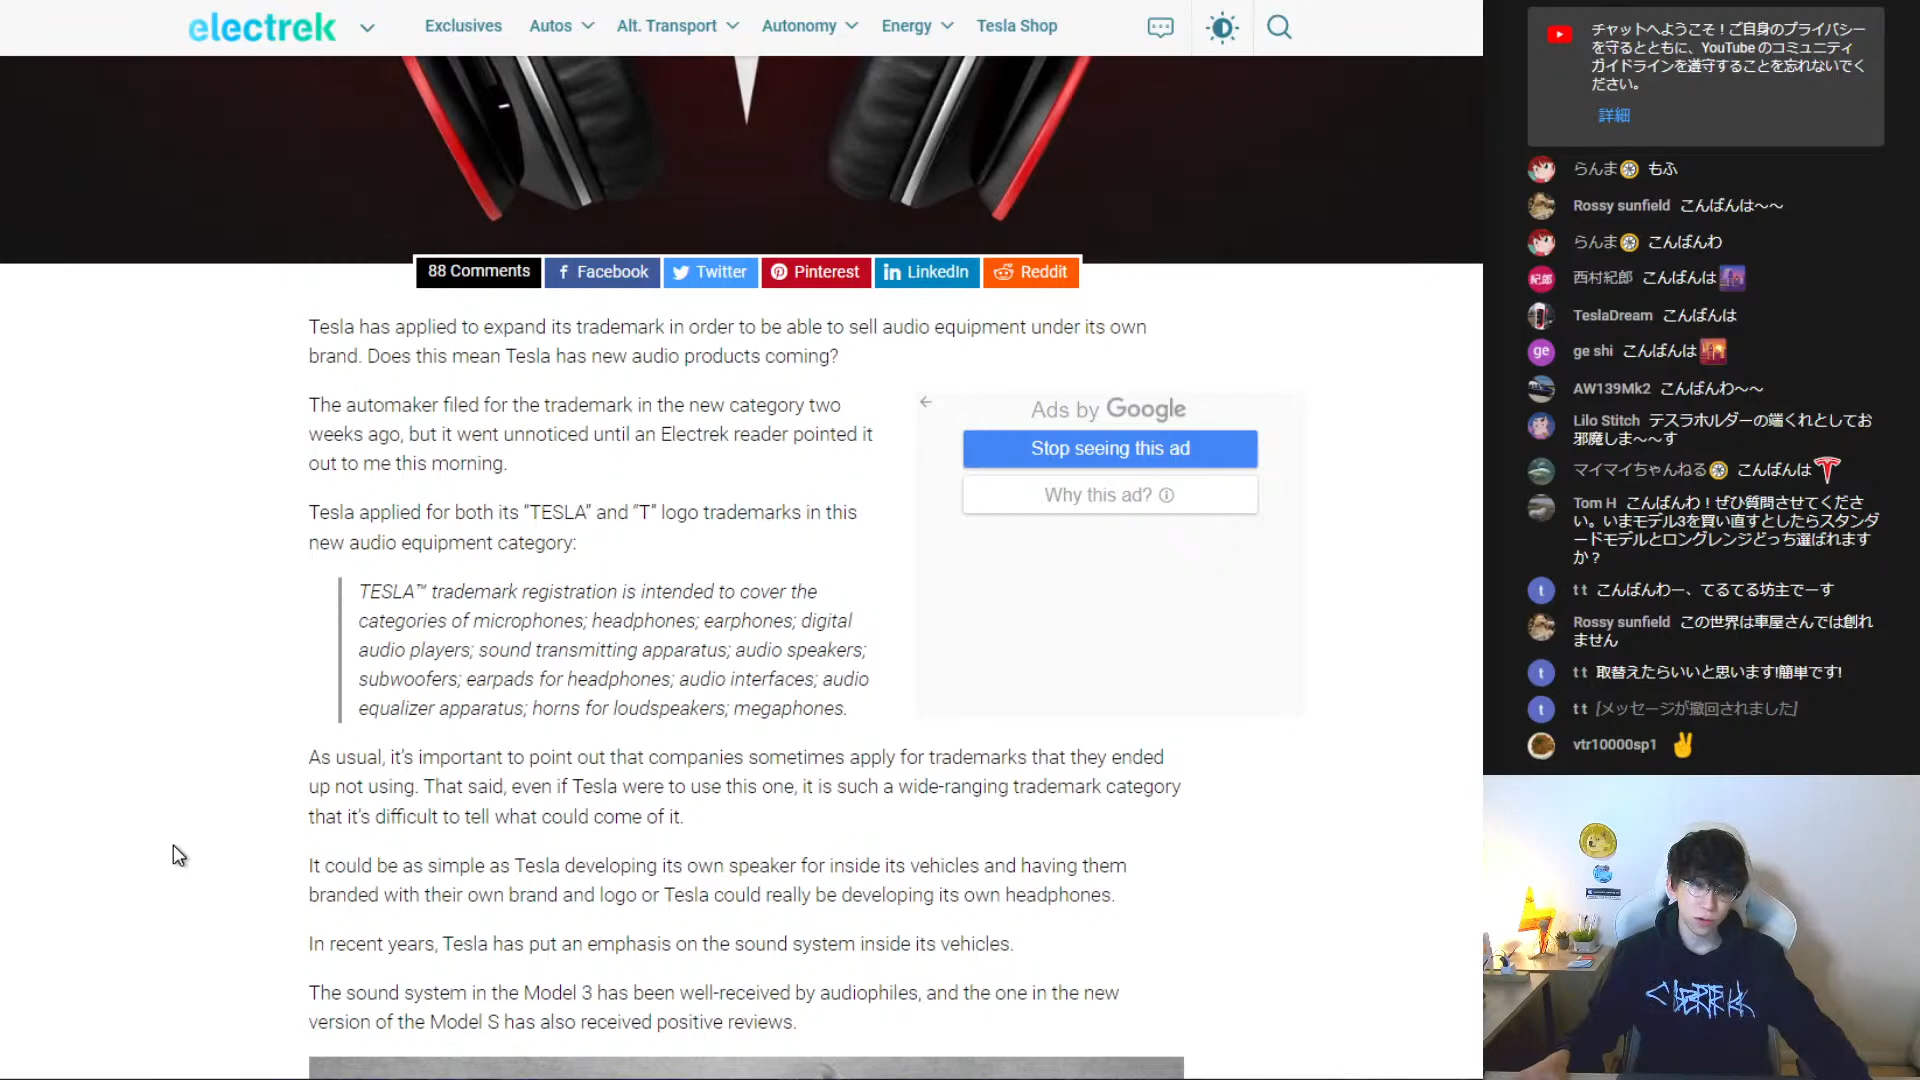 electrek
Exclusives
Autos
Alt. Transport
Autonomy
Energy
Tesla Shop
88 Comments
Facebook
Twitter
Pinterest
LinkedIn
Reddit
Tesla has applied to expand its trademark in order to be able to sell audio equipment under its own
brand. Does this mean Tesla has new audio products coming?
The automaker filed for the trademark in the new category two
weeks ago, but it went unnoticed until an Electrek reader pointed it
out to me this morning.
Tesla applied for both its “TESLA” and “T” logo trademarks in this
new audio equipment category:
TESLA™ trademark registration is intended to cover the
categories of microphones; headphones; earphones; digital
audio players; sound transmitting apparatus; audio speakers;
subwoofers; earpads for headphones; audio interfaces; audio
equalizer apparatus; horns for loudspeakers; megaphones.
Ads by Google
Stop seeing this ad
Why this ad?
As usual, it’s important to point out that companies sometimes apply for trademarks that they ended
up not using. That said, even if Tesla were to use this one, it is such a wide-ranging trademark category
that it’s difficult to tell what could come of it.
It could be as simple as Tesla developing its own speaker for inside its vehicles and having them
branded with their own brand and logo or Tesla could really be developing its own headphones.
In recent years, Tesla has put an emphasis on the sound system inside its vehicles.
The sound system in the Model 3 has been well-received by audiophiles, and the one in the new
version of the Model S has also received positive reviews.
チャットへようこそ！ご自身のプライバシー
を守るとともに、YouTube のコミュニティ
ガイドラインを遵守することを忘れないでく
ださい。
詳細
らんま もふ
Rossy sunfield こんばんは～～
らんま こんばんわ
紀郎 西村紀郎 こんばんは
TeslaDream こんばんは
ge ge shi こんばんは
AW139Mk2 こんばんわ～～
Lilo Stitch テスラホルダーの端くれとしてお
邪魔しま～～す
マイマイちゃんねる こんばんは
Tom H こんばんわ！ぜひ質問させてくださ
い。いまモデル3を買い直すとしたらスタンダ
ードモデルとロングレンジどっち選ばれます
か？
t t t こんばんわー、てるてる坊主でーす
Rossy sunfield この世界は車屋さんでは創れ
ません
t t t 取替えたらいいと思います!簡単です!
t t t [メッセージが撤回されました]
vtr10000sp1